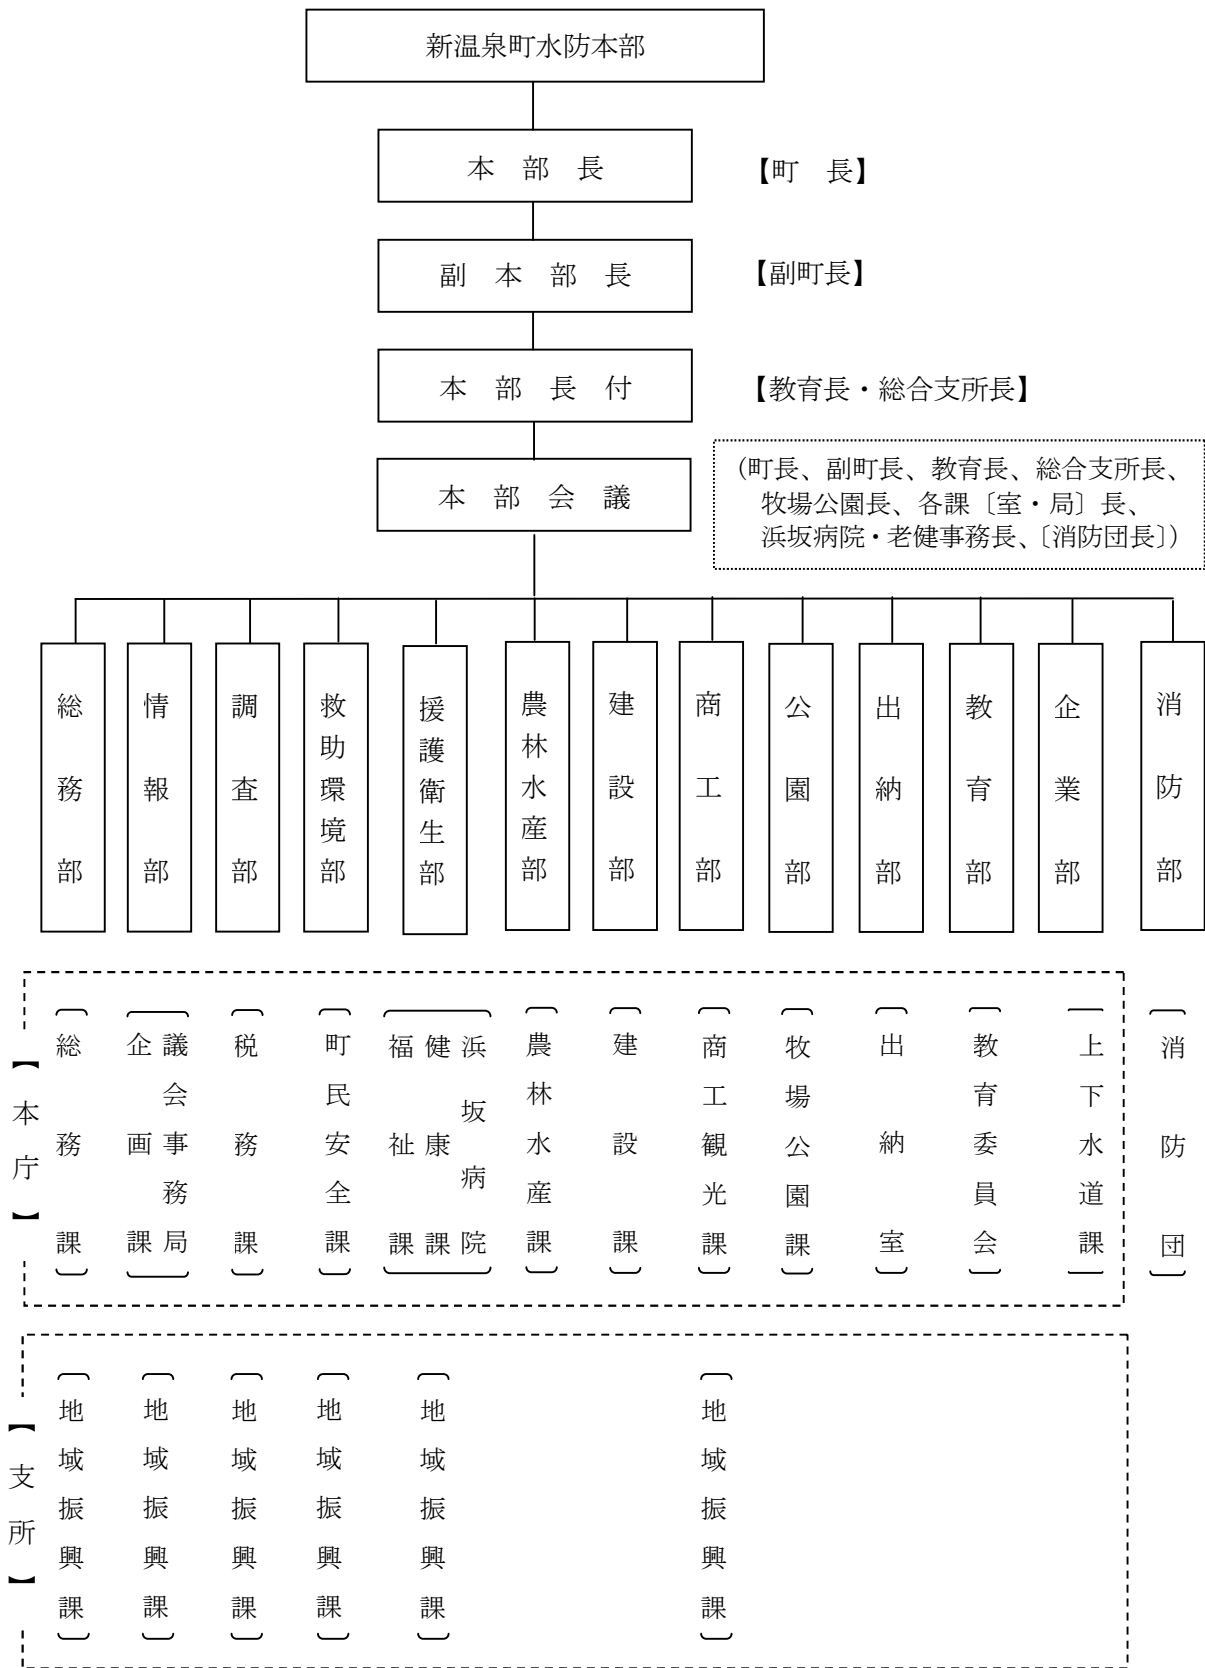 新温泉町水防本部
本 部 長
【町 長】
副 本 部 長
【副町長】
本 部 長 付
【教育長・総合支所長】
本 部 会 議
（町長、副町長、教育長、総合支所長、
牧場公園長、各課〔室・局〕長、
浜坂病院・老健事務長、〔消防団長〕）
総務部
情報部
調査部
救助環境部
援護衛生部
農林水産部
建設部
商工部
公園部
出納部
教育部
企業部
消防部
【本庁】
（総務課）
（企画課
議会事務局）
（税務課）
（町民安全課）
（福祉課
健康課
浜坂病院）
（農林水産課）
（建設課）
（商工観光課）
（牧場公園課）
（出納室）
（教育委員会）
（上下水道課）
（消防団）
【支所】
（地域振興課）
（地域振興課）
（地域振興課）
（地域振興課）
（地域振興課）
（地域振興課）